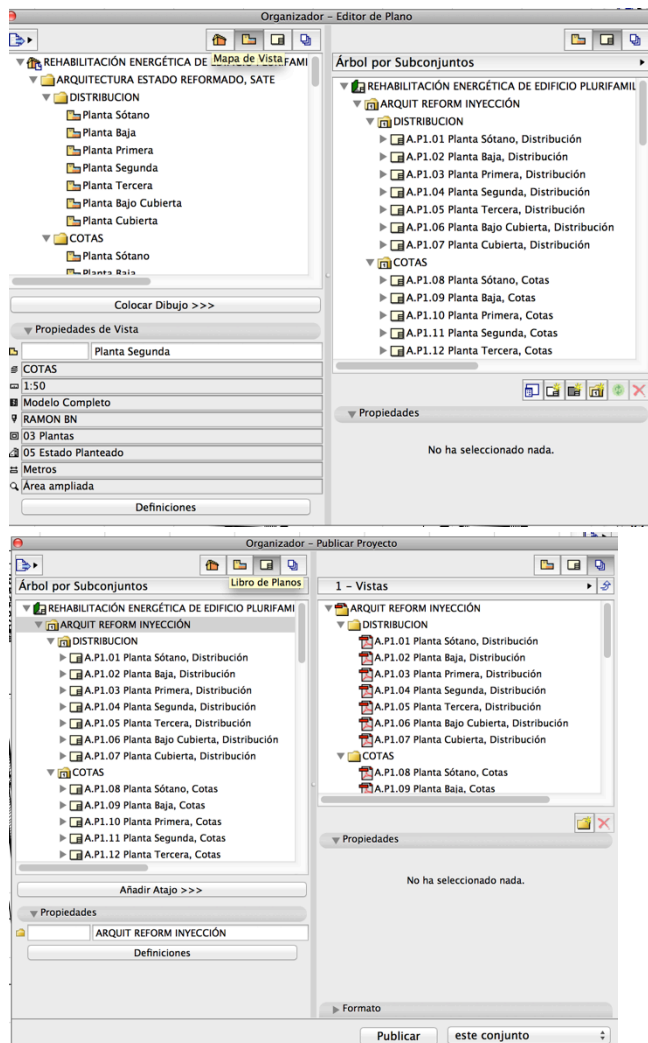 Organizador - Editor de Plano
Mapa de Vista
REHABILITACIÓN ENERGÉTICA DE
PLURIFAMI
ARQUITECTURA ESTADO REFORMADO, SATE
DISTRIBUCION
Planta Sótano
Planta Baja
Planta Primera
Planta Segunda
Planta Tercera
Planta Bajo Cubierta
Planta Cubierta
COTAS
Planta Sótano
Planta Baja
Colocar Dibujo >>>
Propiedades de Vista
Planta Segunda
COTAS
1:50
Modelo Completo
RAMON BN
03 Plantas
05 Estado Planteado
Metros
Área ampliada
Definiciones
Árbol por Subconjuntos
REHABILITACIÓN ENERGÉTICA DE EDIFICIO PLURIFAMIL
ARQUIT REFORM INYECCIÓN
DISTRIBUCION
A.P1.01 Planta Sótano, Distribución
A.P1.02 Planta Baja, Distribución
A.P1.03 Planta Primera, Distribución
A.P1.04 Planta Segunda, Distribución
A.P1.05 Planta Tercera, Distribución
A.P1.06 Planta Bajo Cubierta, Distribución
A.P1.07 Planta Cubierta, Distribución
COTAS
A.P1.08 Planta Sótano, Cotas
A.P1.09 Planta Baja, Cotas
A.P1.10 Planta Primera, Cotas
A.P1.11 Planta Segunda, Cotas
A.P1.12 Planta Tercera, Cotas
Propiedades
No ha seleccionado nada.
Organizador - Publicar Proyecto
Árbol por Subconjuntos
Libro de Planos
REHABILITACIÓN ENERGÉTICA DE EDIFICIO PLURIFAMI
ARQUIT REFORM INYECCIÓN
DISTRIBUCION
A.P1.01 Planta Sótano, Distribución
A.P1.02 Planta Baja, Distribución
A.P1.03 Planta Primera, Distribución
A.P1.04 Planta Segunda, Distribución
A.P1.05 Planta Tercera, Distribución
A.P1.06 Planta Bajo Cubierta, Distribución
A.P1.07 Planta Cubierta, Distribución
COTAS
A.P1.08 Planta Sótano, Cotas
A.P1.09 Planta Baja, Cotas
A.P1.10 Planta Primera, Cotas
A.P1.11 Planta Segunda, Cotas
A.P1.12 Planta Tercera, Cotas
Añadir Atajo >>>
Propiedades
ARQUIT REFORM INYECCIÓN
Definiciones
1 - Vistas
ARQUIT REFORM INYECCIÓN
DISTRIBUCION
A.P1.01 Planta Sótano, Distribución
A.P1.02 Planta Baja, Distribución
A.P1.03 Planta Primera, Distribución
A.P1.04 Planta Segunda, Distribución
A.P1.05 Planta Tercera, Distribución
A.P1.06 Planta Bajo Cubierta, Distribución
A.P1.07 Planta Cubierta, Distribución
COTAS
A.P1.08 Planta Sótano, Cotas
A.P1.09 Planta Baja, Cotas
Propiedades
No ha seleccionado nada.
Formato
Publicar
este conjunto